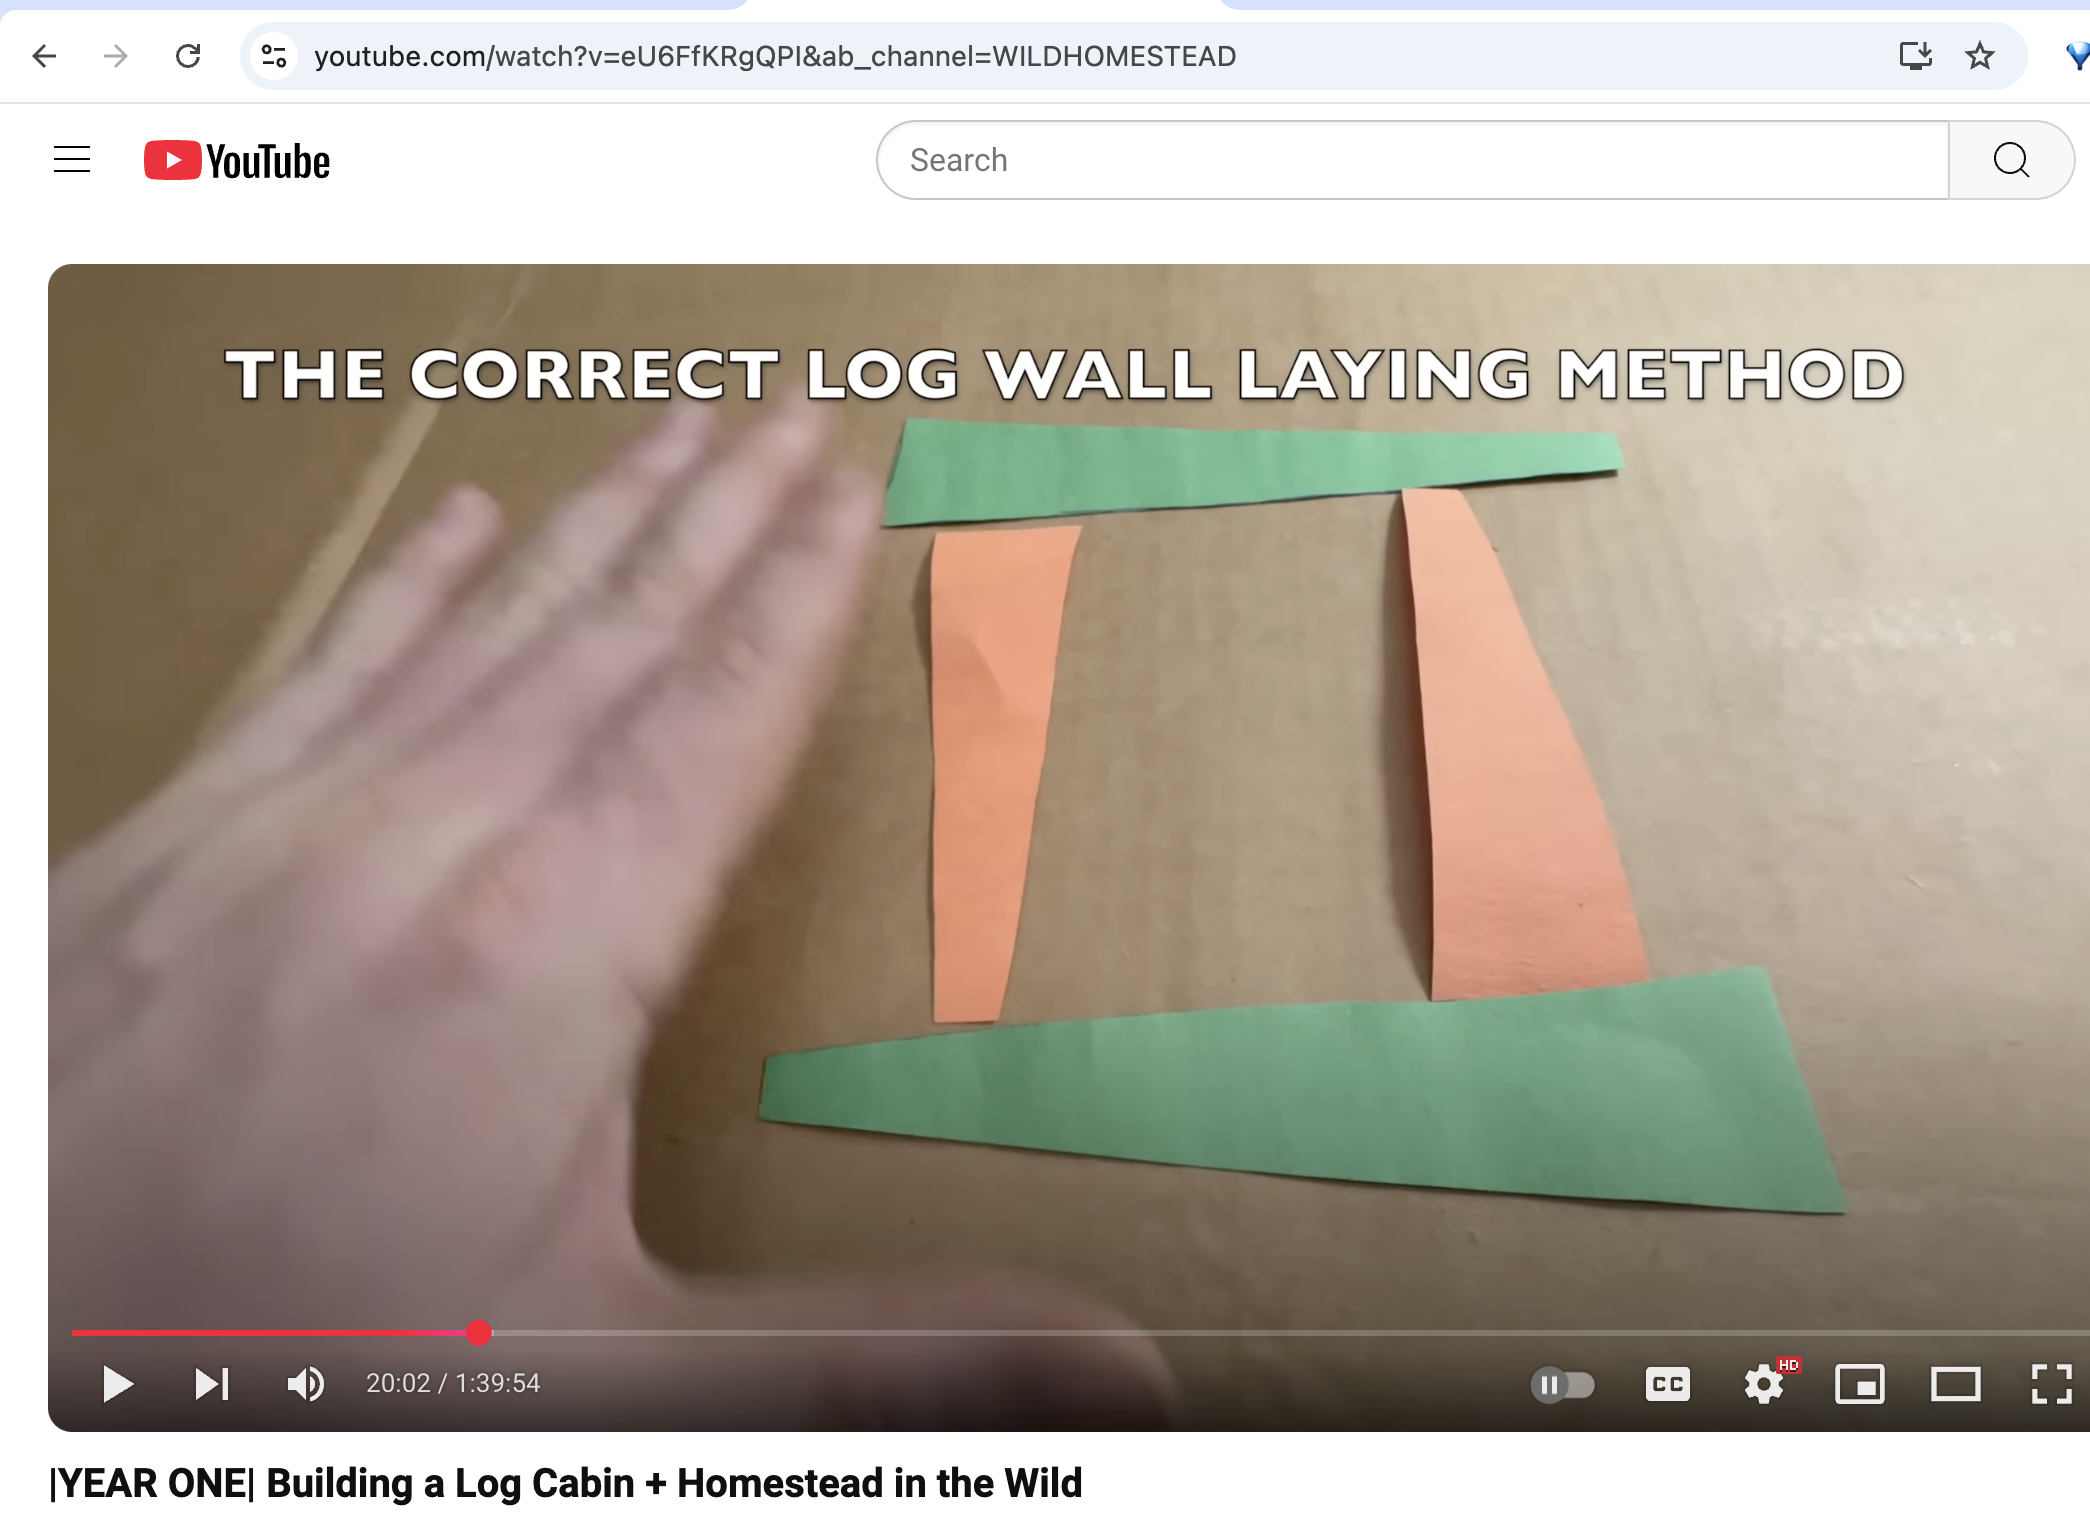 youtube.com/watch?v=eU6FfKRgQPI&ab_channel=WILDHOMESTEAD
YouTube
Search
THE CORRECT LOG WALL LAYING METHOD
20:02 / 1:39:54
CC
HD
|YEAR ONE| Building a Log Cabin + Homestead in the Wild